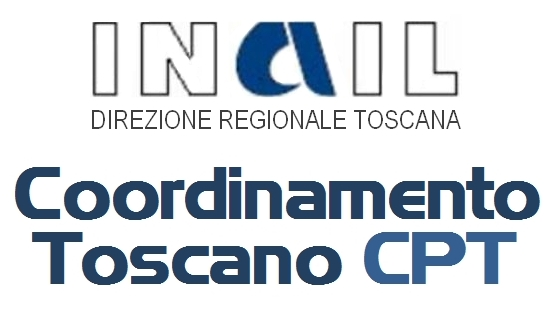 INAIL
DIREZIONE REGIONALE TOSCANA
Coordinamento
Toscano CPT